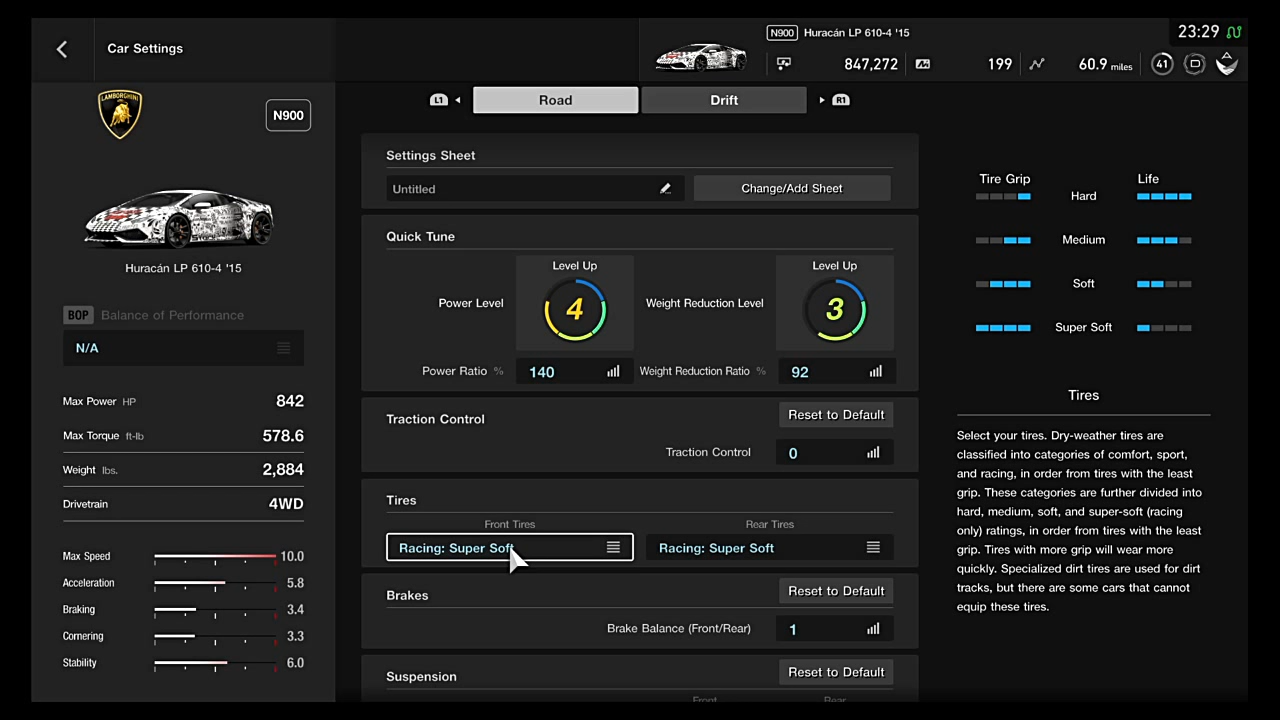 Car Settings
N900 Huracán LP 610-4 '15
23:29
847,272 199 60.9 miles 41
LAMBORGHINI
N900
L1 Road Drift R1
Settings Sheet
Untitled Change/Add Sheet
Quick Tune
Level Up Level Up
Power Level 4 Weight Reduction Level 3
Power Ratio % 140 Weight Reduction Ratio % 92
Huracán LP 610-4 '15
BOP Balance of Performance
N/A
Max Power HP 842
Max Torque ft-lb 578.6
Weight lbs. 2,884
Drivetrain 4WD
Max Speed 10.0
Acceleration 5.8
Braking 3.4
Cornering 3.3
Stability 6.0
Traction Control Reset to Default
Traction Control 0
Tires
Front Tires Rear Tires
Racing: Super Soft Racing: Super Soft
Brakes Reset to Default
Brake Balance (Front/Rear) 1
Suspension Reset to Default
Front Rear
Tire Grip Life
Hard
Medium
Soft
Super Soft
Tires
Select your tires. Dry-weather tires are
classified into categories of comfort, sport,
and racing, in order from tires with the least
grip. These categories are further divided into
hard, medium, soft, and super-soft (racing
only) ratings, in order from tires with the least
grip. Tires with more grip will wear more
quickly. Specialized dirt tires are used for dirt
tracks, but there are some cars that cannot
equip these tires.